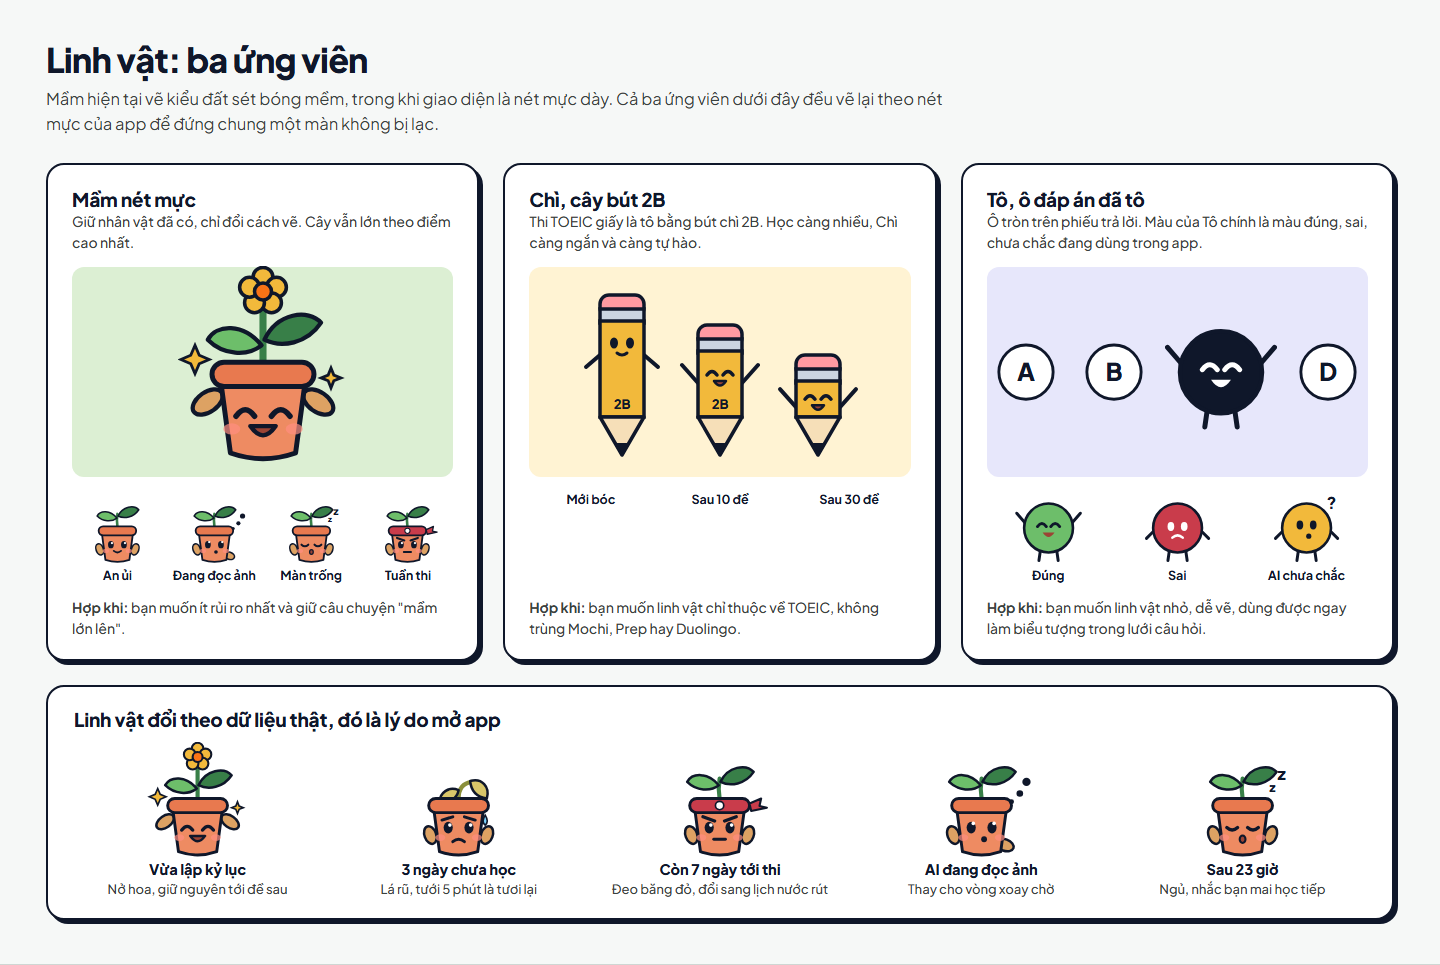 Linh vật: ba ứng viên
Mầm hiện tại vẽ kiểu đất sét bóng mềm, trong khi giao diện là nét mực dày. Cả ba ứng viên dưới đây đều vẽ lại theo nét
mực của app để đứng chung một màn không bị lạc.
Mầm nét mực
Giữ nhân vật đã có, chỉ đổi cách vẽ. Cây vẫn lớn theo điểm
cao nhất.
An ủi
Đang đọc ảnh
z
z
Màn trống
Tuần thi
Hợp khi: bạn muốn ít rủi ro nhất và giữ câu chuyện "mầm
lớn lên".
Chì, cây bút 2B
Thi TOEIC giấy là tô bằng bút chì 2B. Học càng nhiều, Chì
càng ngắn và càng tự hào.
2B
2B
Mới bóc
Sau 10 đề
Sau 30 đề
Hợp khi: bạn muốn linh vật chỉ thuộc về TOEIC, không
trùng Mochi, Prep hay Duolingo.
Tô, ô đáp án đã tô
Ô tròn trên phiếu trả lời. Màu của Tô chính là màu đúng, sai,
chưa chắc đang dùng trong app.
A
B
D
?
Đúng
Sai
AI chưa chắc
Hợp khi: bạn muốn linh vật nhỏ, dễ vẽ, dùng được ngay
làm biểu tượng trong lưới câu hỏi.
Linh vật đổi theo dữ liệu thật, đó là lý do mở app
Vừa lập kỷ lục
Nở hoa, giữ nguyên tới đề sau
3 ngày chưa học
Lá rũ, tưới 5 phút là tươi lại
Còn 7 ngày tới thi
Đeo băng đỏ, đổi sang lịch nước rút
AI đang đọc ảnh
Thay cho vòng xoay chờ
z
z
Sau 23 giờ
Ngủ, nhắc bạn mai học tiếp